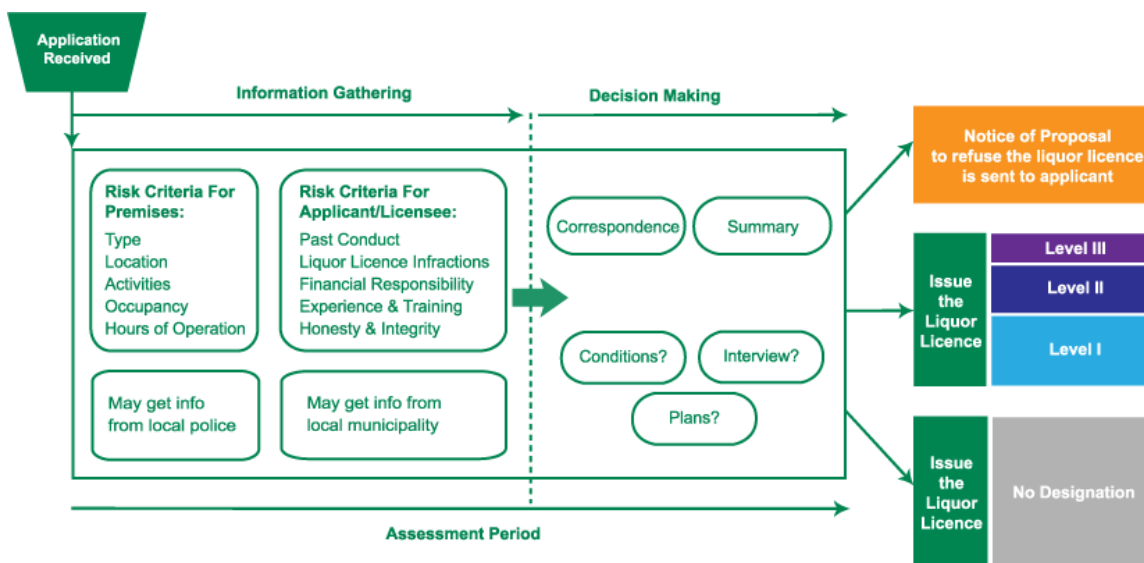 Application
Received
Information Gathering
Decision Making
Risk Criteria For
Premises:
Type
Location
Activities
Occupancy
Hours of Operation
Risk Criteria For
Applicant/Licensee:
Past Conduct
Liquor Licence Infractions
Financial Responsibility
Experience & Training
Honesty & Integrity
May get info
from local police
May get info from
local municipality
Correspondence
Summary
Conditions?
Interview?
Plans?
Assessment Period
Notice of Proposal
to refuse the liquor licence
is sent to applicant
Issue
the
Liquor
Licence
Level III
Level II
Level I
Issue
the
Liquor
Licence
No Designation